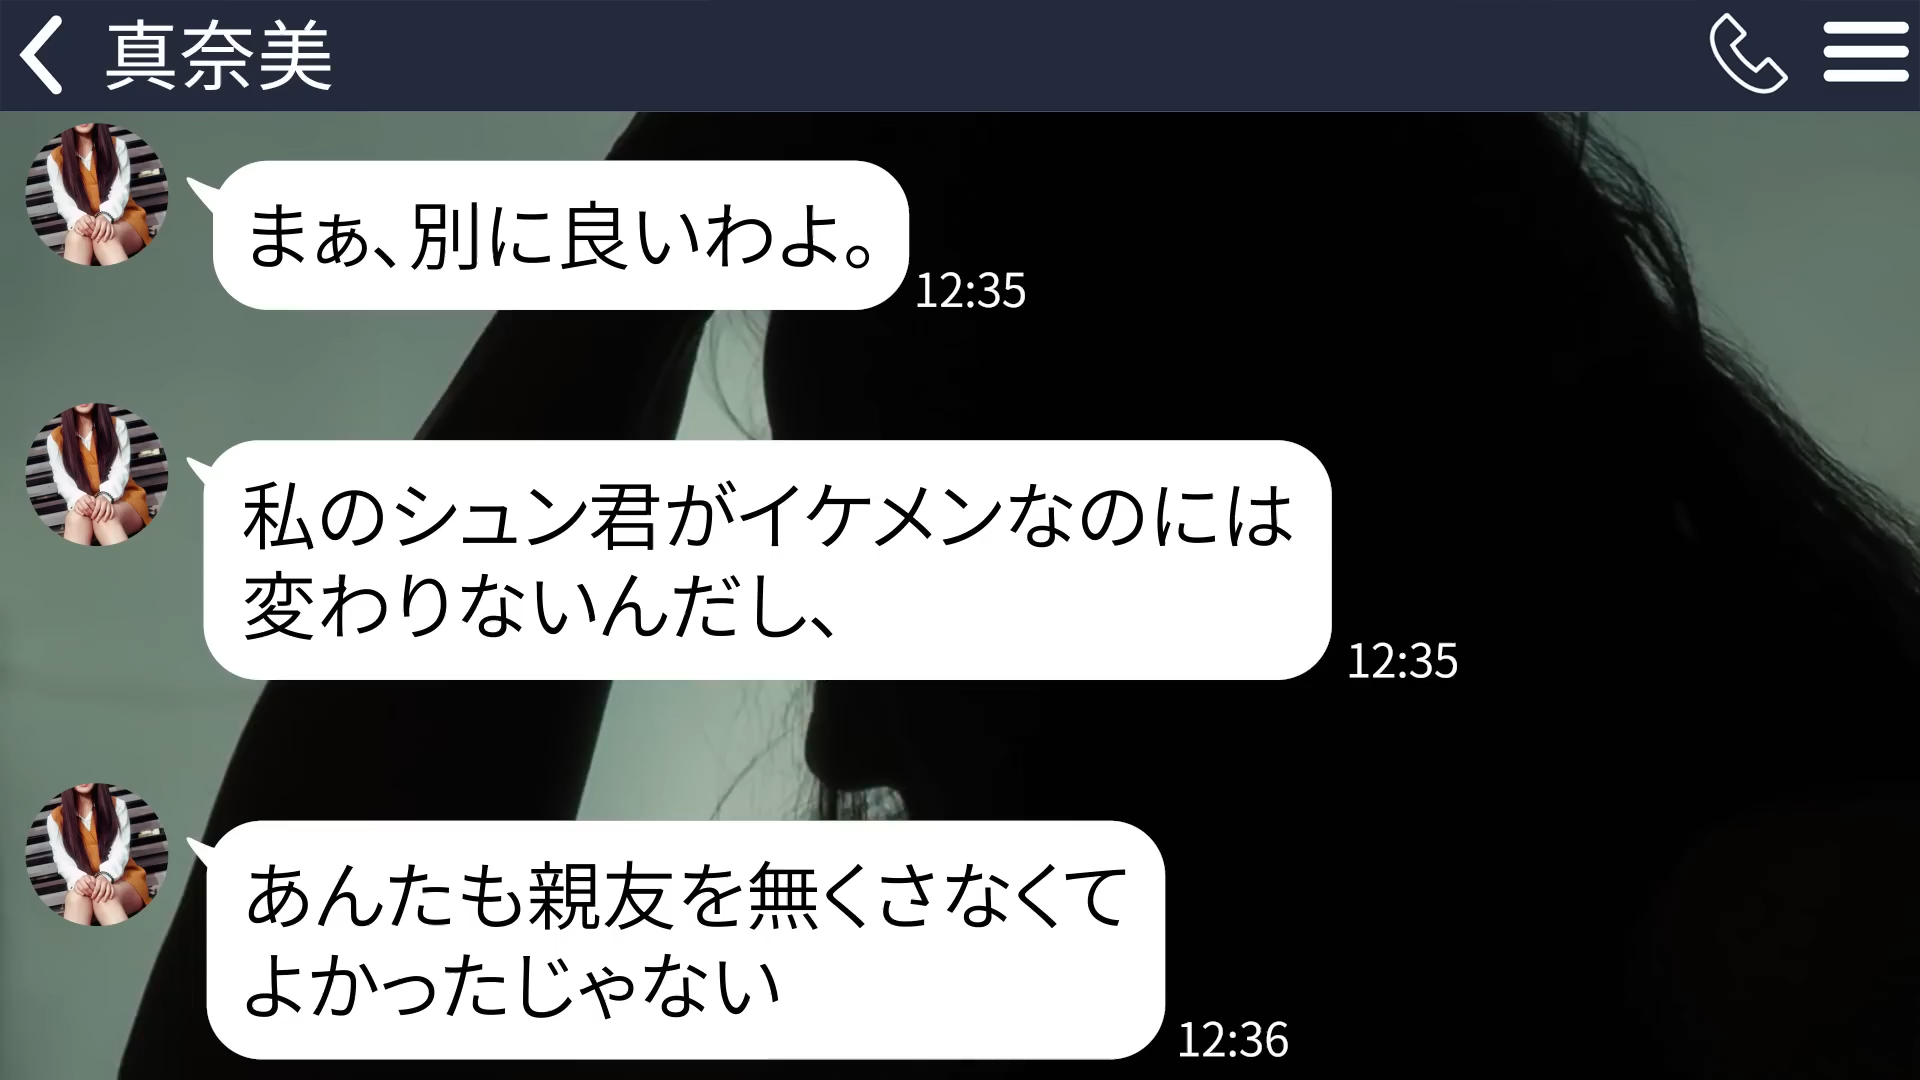 真奈美
まぁ、別に良いわよ。
12:35
私のシュン君がイケメンなのには
変わりないんだし、
12:35
あんたも親友を無くさなくて
よかったじゃない
12:36